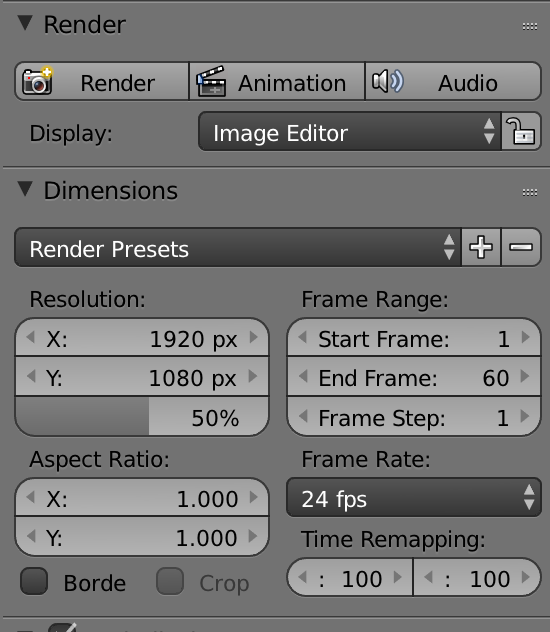 Render
Render Animation Audio
Display: Image Editor
Dimensions
Render Presets
Resolution: Frame Range:
X: 1920 px Start Frame: 1
Y: 1080 px End Frame: 60
50% Frame Step: 1
Aspect Ratio: Frame Rate:
X: 1.000 24 fps
Y: 1.000 Time Remapping:
Borde Crop : 100 : 100